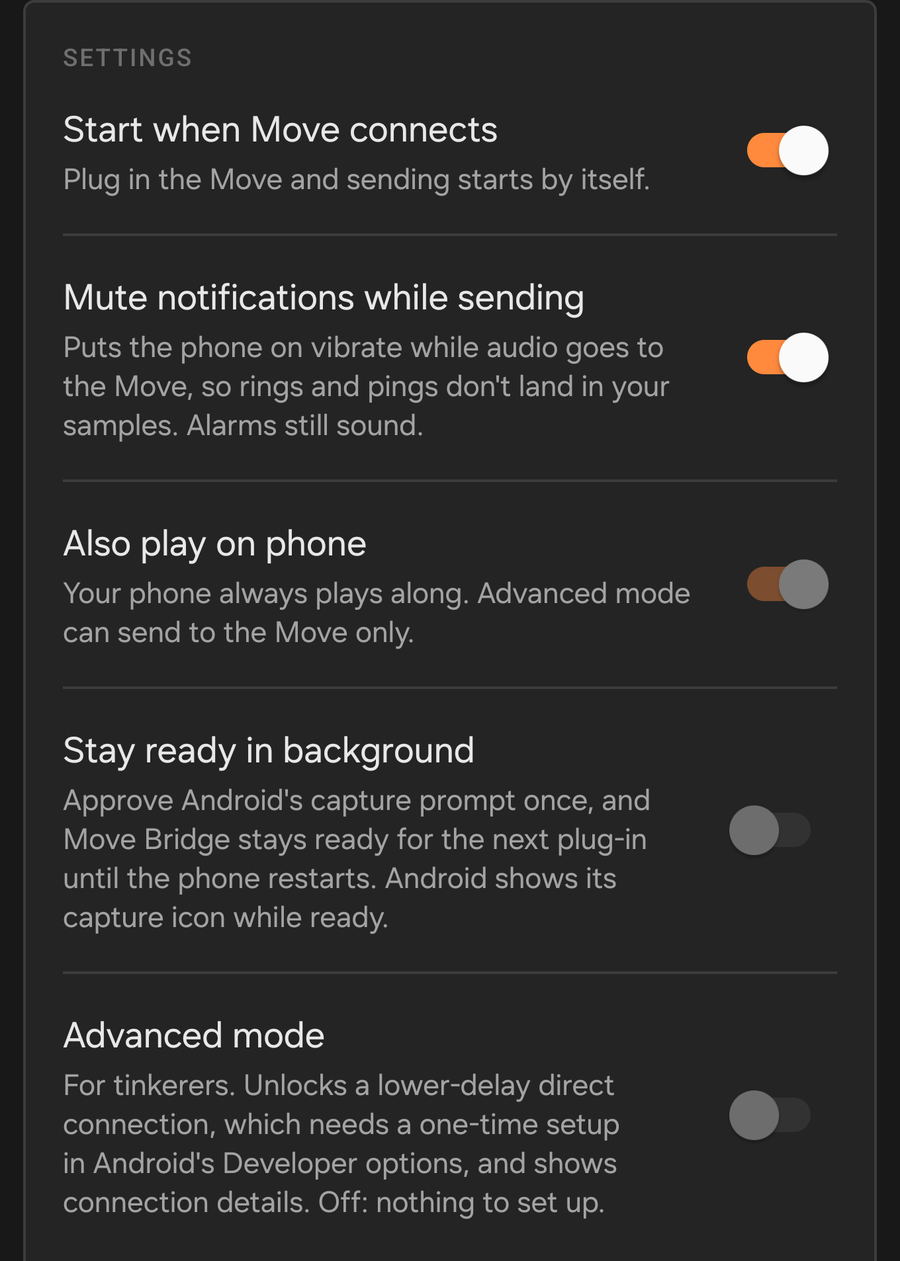 SETTINGS
Start when Move connects
Plug in the Move and sending starts by itself.
Mute notifications while sending
Puts the phone on vibrate while audio goes to
the Move, so rings and pings don't land in your
samples. Alarms still sound.
Also play on phone
Your phone always plays along. Advanced mode
can send to the Move only.
Stay ready in background
Approve Android's capture prompt once, and
Move Bridge stays ready for the next plug-in
until the phone restarts. Android shows its
capture icon while ready.
Advanced mode
For tinkerers. Unlocks a lower-delay direct
connection, which needs a one-time setup
in Android's Developer options, and shows
connection details. Off: nothing to set up.